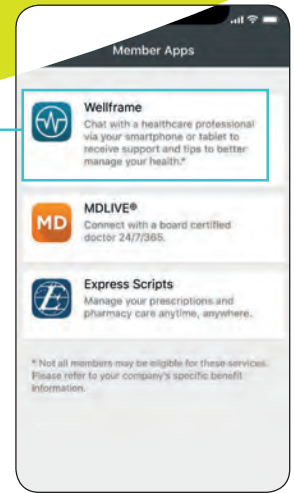 Member Apps
Wellframe
Chat with a healthcare professional
via your smartphone or tablet to
receive support and tips to better
manage your health.*
MD
MDLIVE®
Connect with a board certified
doctor 24/7/365.
E
Express Scripts
Manage your prescriptions and
pharmacy care anytime, anywhere.
* Not all members may be eligible for these services.
Please refer to your company's specific benefit
information.